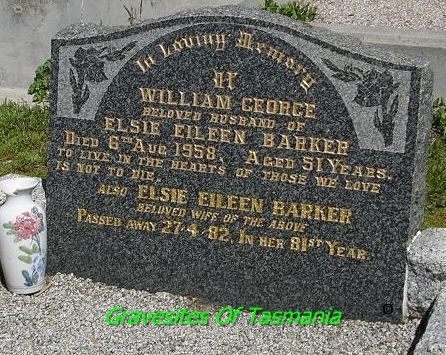 In Loving Memory
OF
WILLIAM GEORGE
BELOVED HUSBAND OF
ELSIE EILEEN BARKER
DIED 6TH AUG 1958, AGED 51 YEARS.
TO LIVE IN THE HEARTS OF THOSE WE LOVE
IS NOT TO DIE.
ALSO ELSIE EILEEN BARKER
BELOVED WIFE OF THE ABOVE
PASSED AWAY 27-4-82. IN HER 81ST YEAR.
Gravesites Of Tasmania